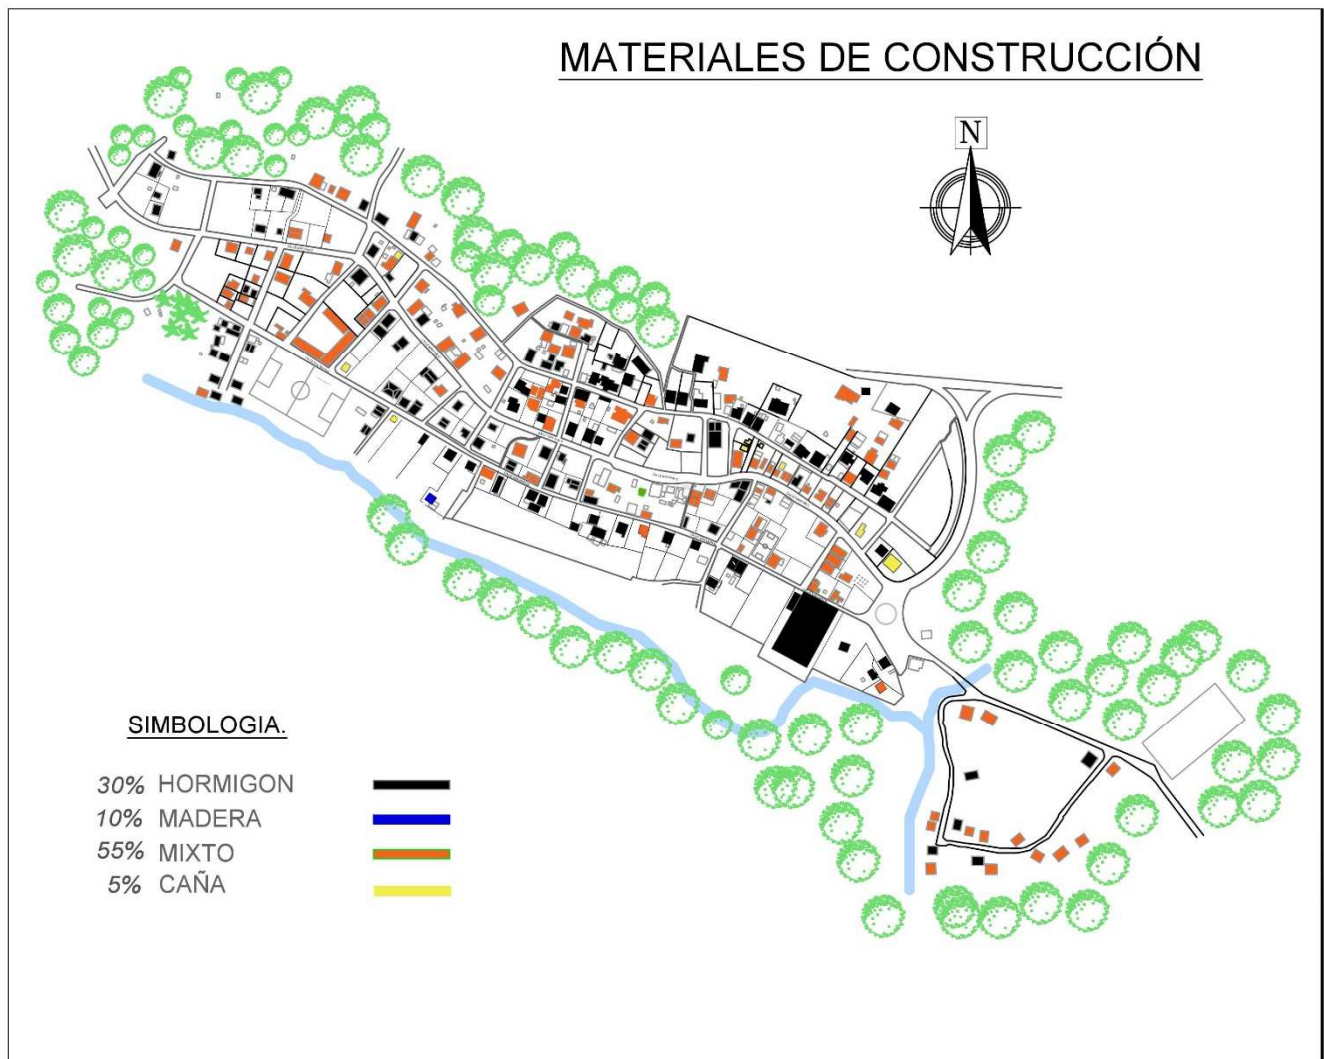 MATERIALES DE CONSTRUCCIÓN
N
SIMBOLOGIA.
30% HORMIGON
10% MADERA
55% MIXTO
5% CAÑA